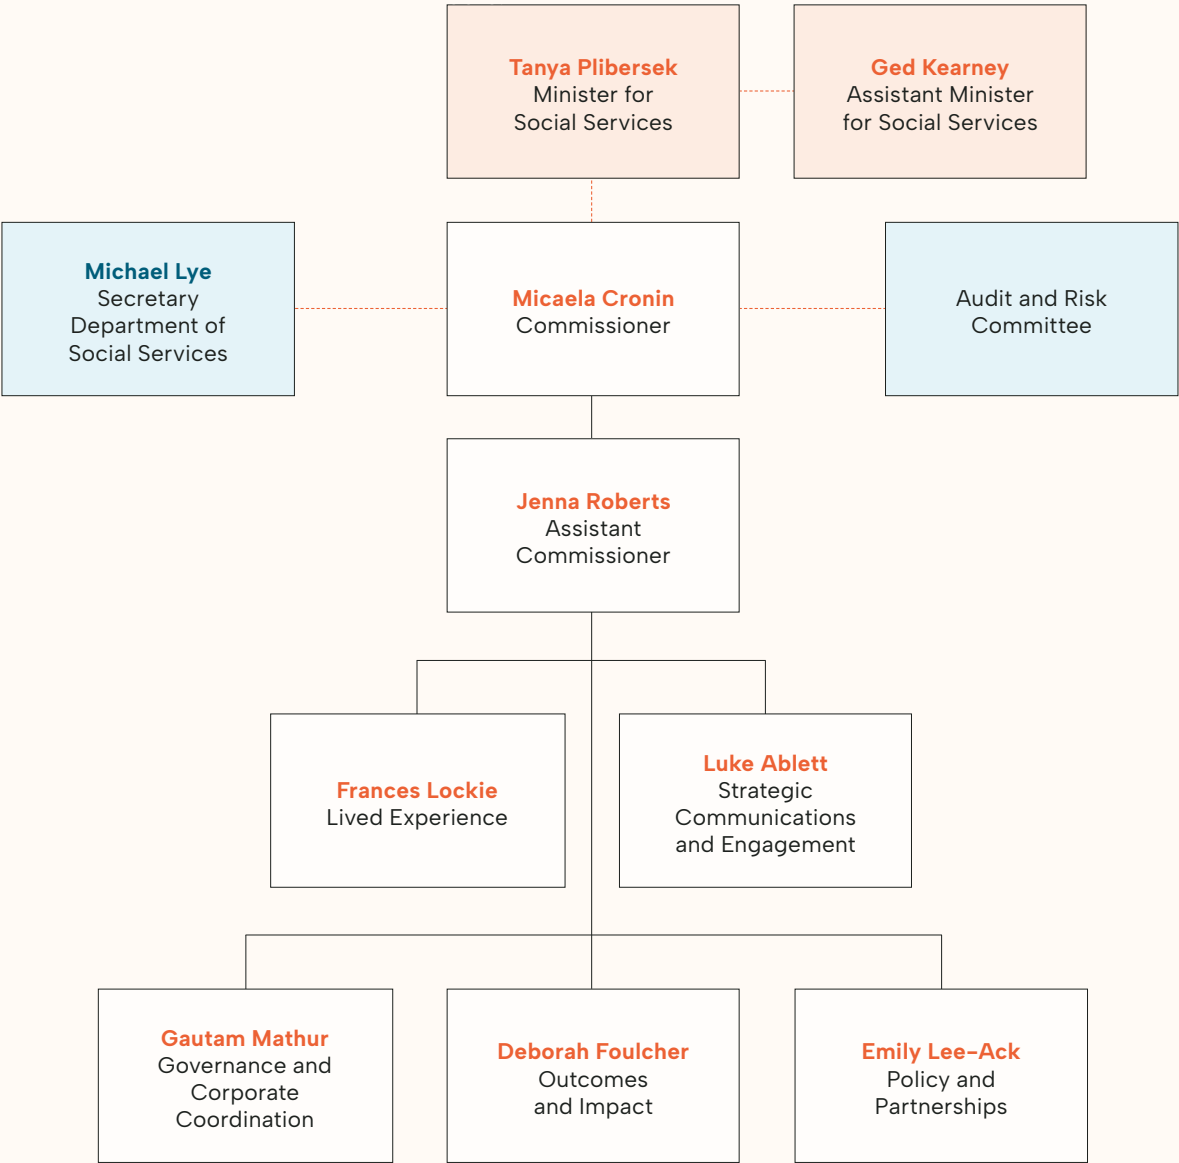 Tanya Plibersek
Minister for
Social Services
Ged Kearney
Assistant Minister
for Social Services
Michael Lye
Secretary
Department of
Social Services
Micaela Cronin
Commissioner
Audit and Risk
Committee
Jenna Roberts
Assistant
Commissioner
Frances Lockie
Lived Experience
Luke Ablett
Strategic
Communications
and Engagement
Gautam Mathur
Governance and
Corporate
Coordination
Deborah Foulcher
Outcomes
and Impact
Emily Lee-Ack
Policy and
Partnerships